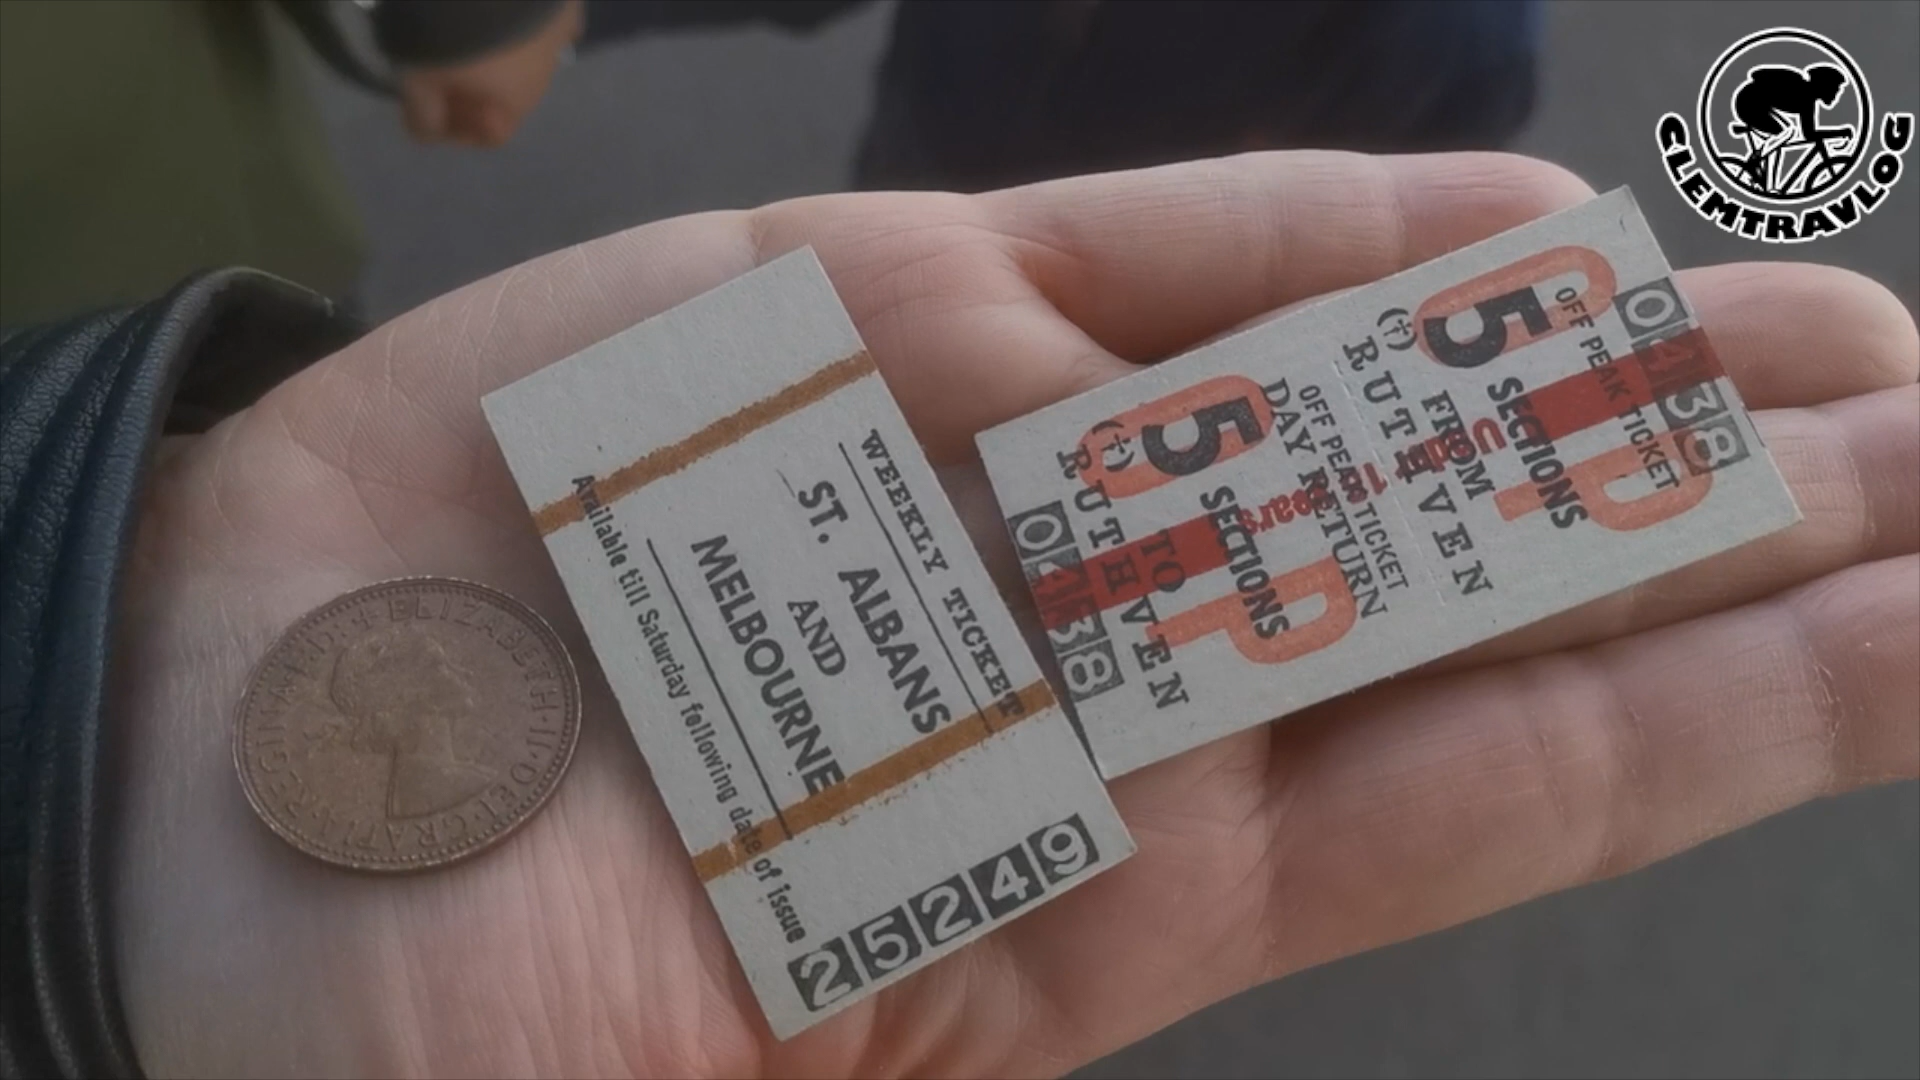 CLEMTRAVLOG
·ELIZABETH·II·DEI·GRATIA·REGINA·F:D:
WEEKLY TICKET
ST. ALBANS
AND
MELBOURNE
Available till Saturday following date of issue
25249
0438
OFF PEAK TICKET
5 SECTIONS
FROM
(†) RUTHVEN
OFF PEAK TICKET
DAY RETURN
5 SECTIONS
TO
(†) RUTHVEN
0438